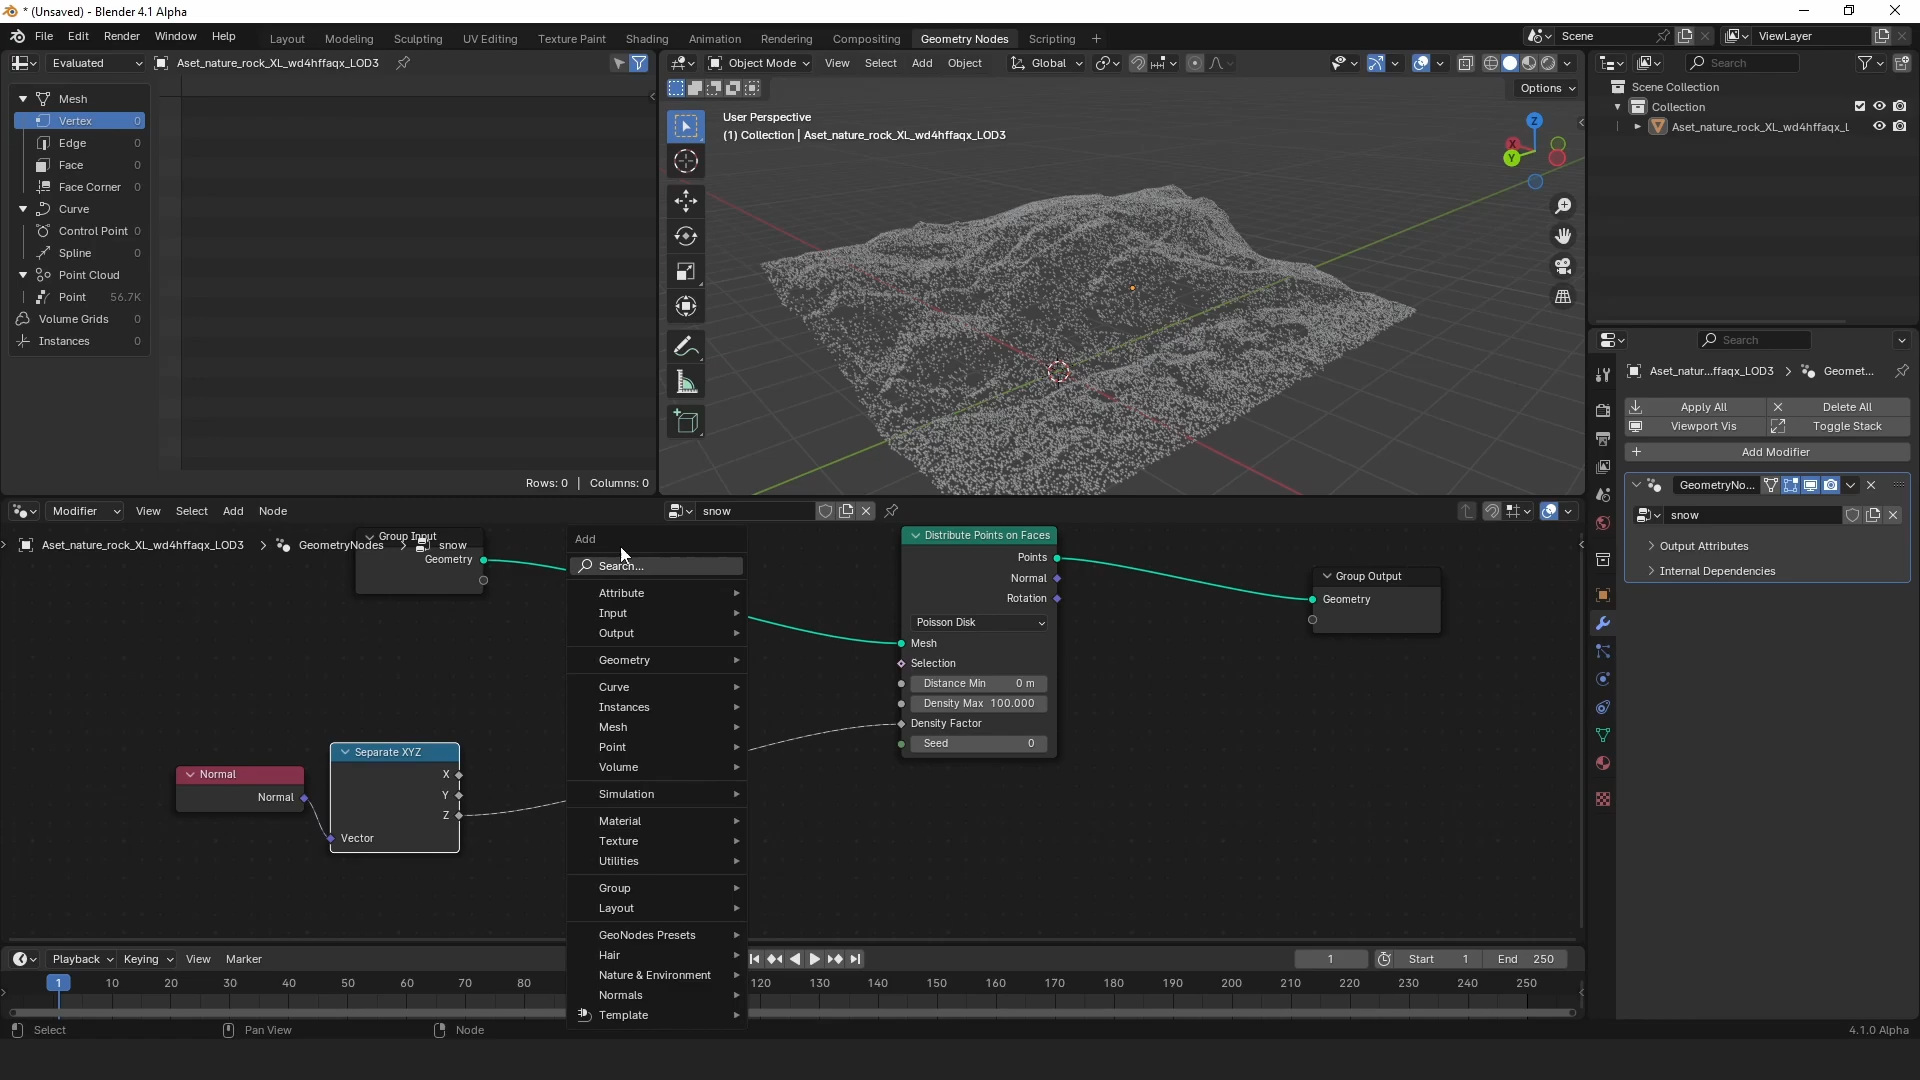 * (Unsaved) - Blender 4.1 Alpha
File Edit Render Window Help
Layout Modeling Sculpting UV Editing Texture Paint Shading Animation Rendering Compositing Geometry Nodes Scripting +
Scene
ViewLayer
Evaluated
Aset_nature_rock_XL_wd4hffaqx_LOD3
Object Mode View Select Add Object Global
Search
Mesh
Vertex 0
Edge 0
Face 0
Face Corner 0
Curve
Control Point 0
Spline 0
Point Cloud
Point 56.7K
Volume Grids 0
Instances 0
Rows: 0 | Columns: 0
Options
User Perspective
(1) Collection | Aset_nature_rock_XL_wd4hffaqx_LOD3
Z
X
Y
Scene Collection
Collection
Aset_nature_rock_XL_wd4hffaqx_L
Search
Aset_natur...ffaqx_LOD3 > Geomet...
Apply All
Delete All
Viewport Vis
Toggle Stack
Add Modifier
GeometryNo...
snow
Output Attributes
Internal Dependencies
Modifier View Select Add Node
snow
Aset_nature_rock_XL_wd4hffaqx_LOD3 > GeometryNodes > snow
Group Input
Geometry
Normal
Normal
Separate XYZ
X
Y
Z
Vector
Add
Search...
Attribute
Input
Output
Geometry
Curve
Instances
Mesh
Point
Volume
Simulation
Material
Texture
Utilities
Group
Layout
GeoNodes Presets
Hair
Nature & Environment
Normals
Template
Distribute Points on Faces
Points
Normal
Rotation
Poisson Disk
Mesh
Selection
Distance Min 0 m
Density Max 100.000
Density Factor
Seed 0
Group Output
Geometry
Playback Keying View Marker
1
Start 1
End 250
1 10 20 30 40 50 60 70 80 120 130 140 150 160 170 180 190 200 210 220 230 240 250
Select
Pan View
Node
4.1.0 Alpha